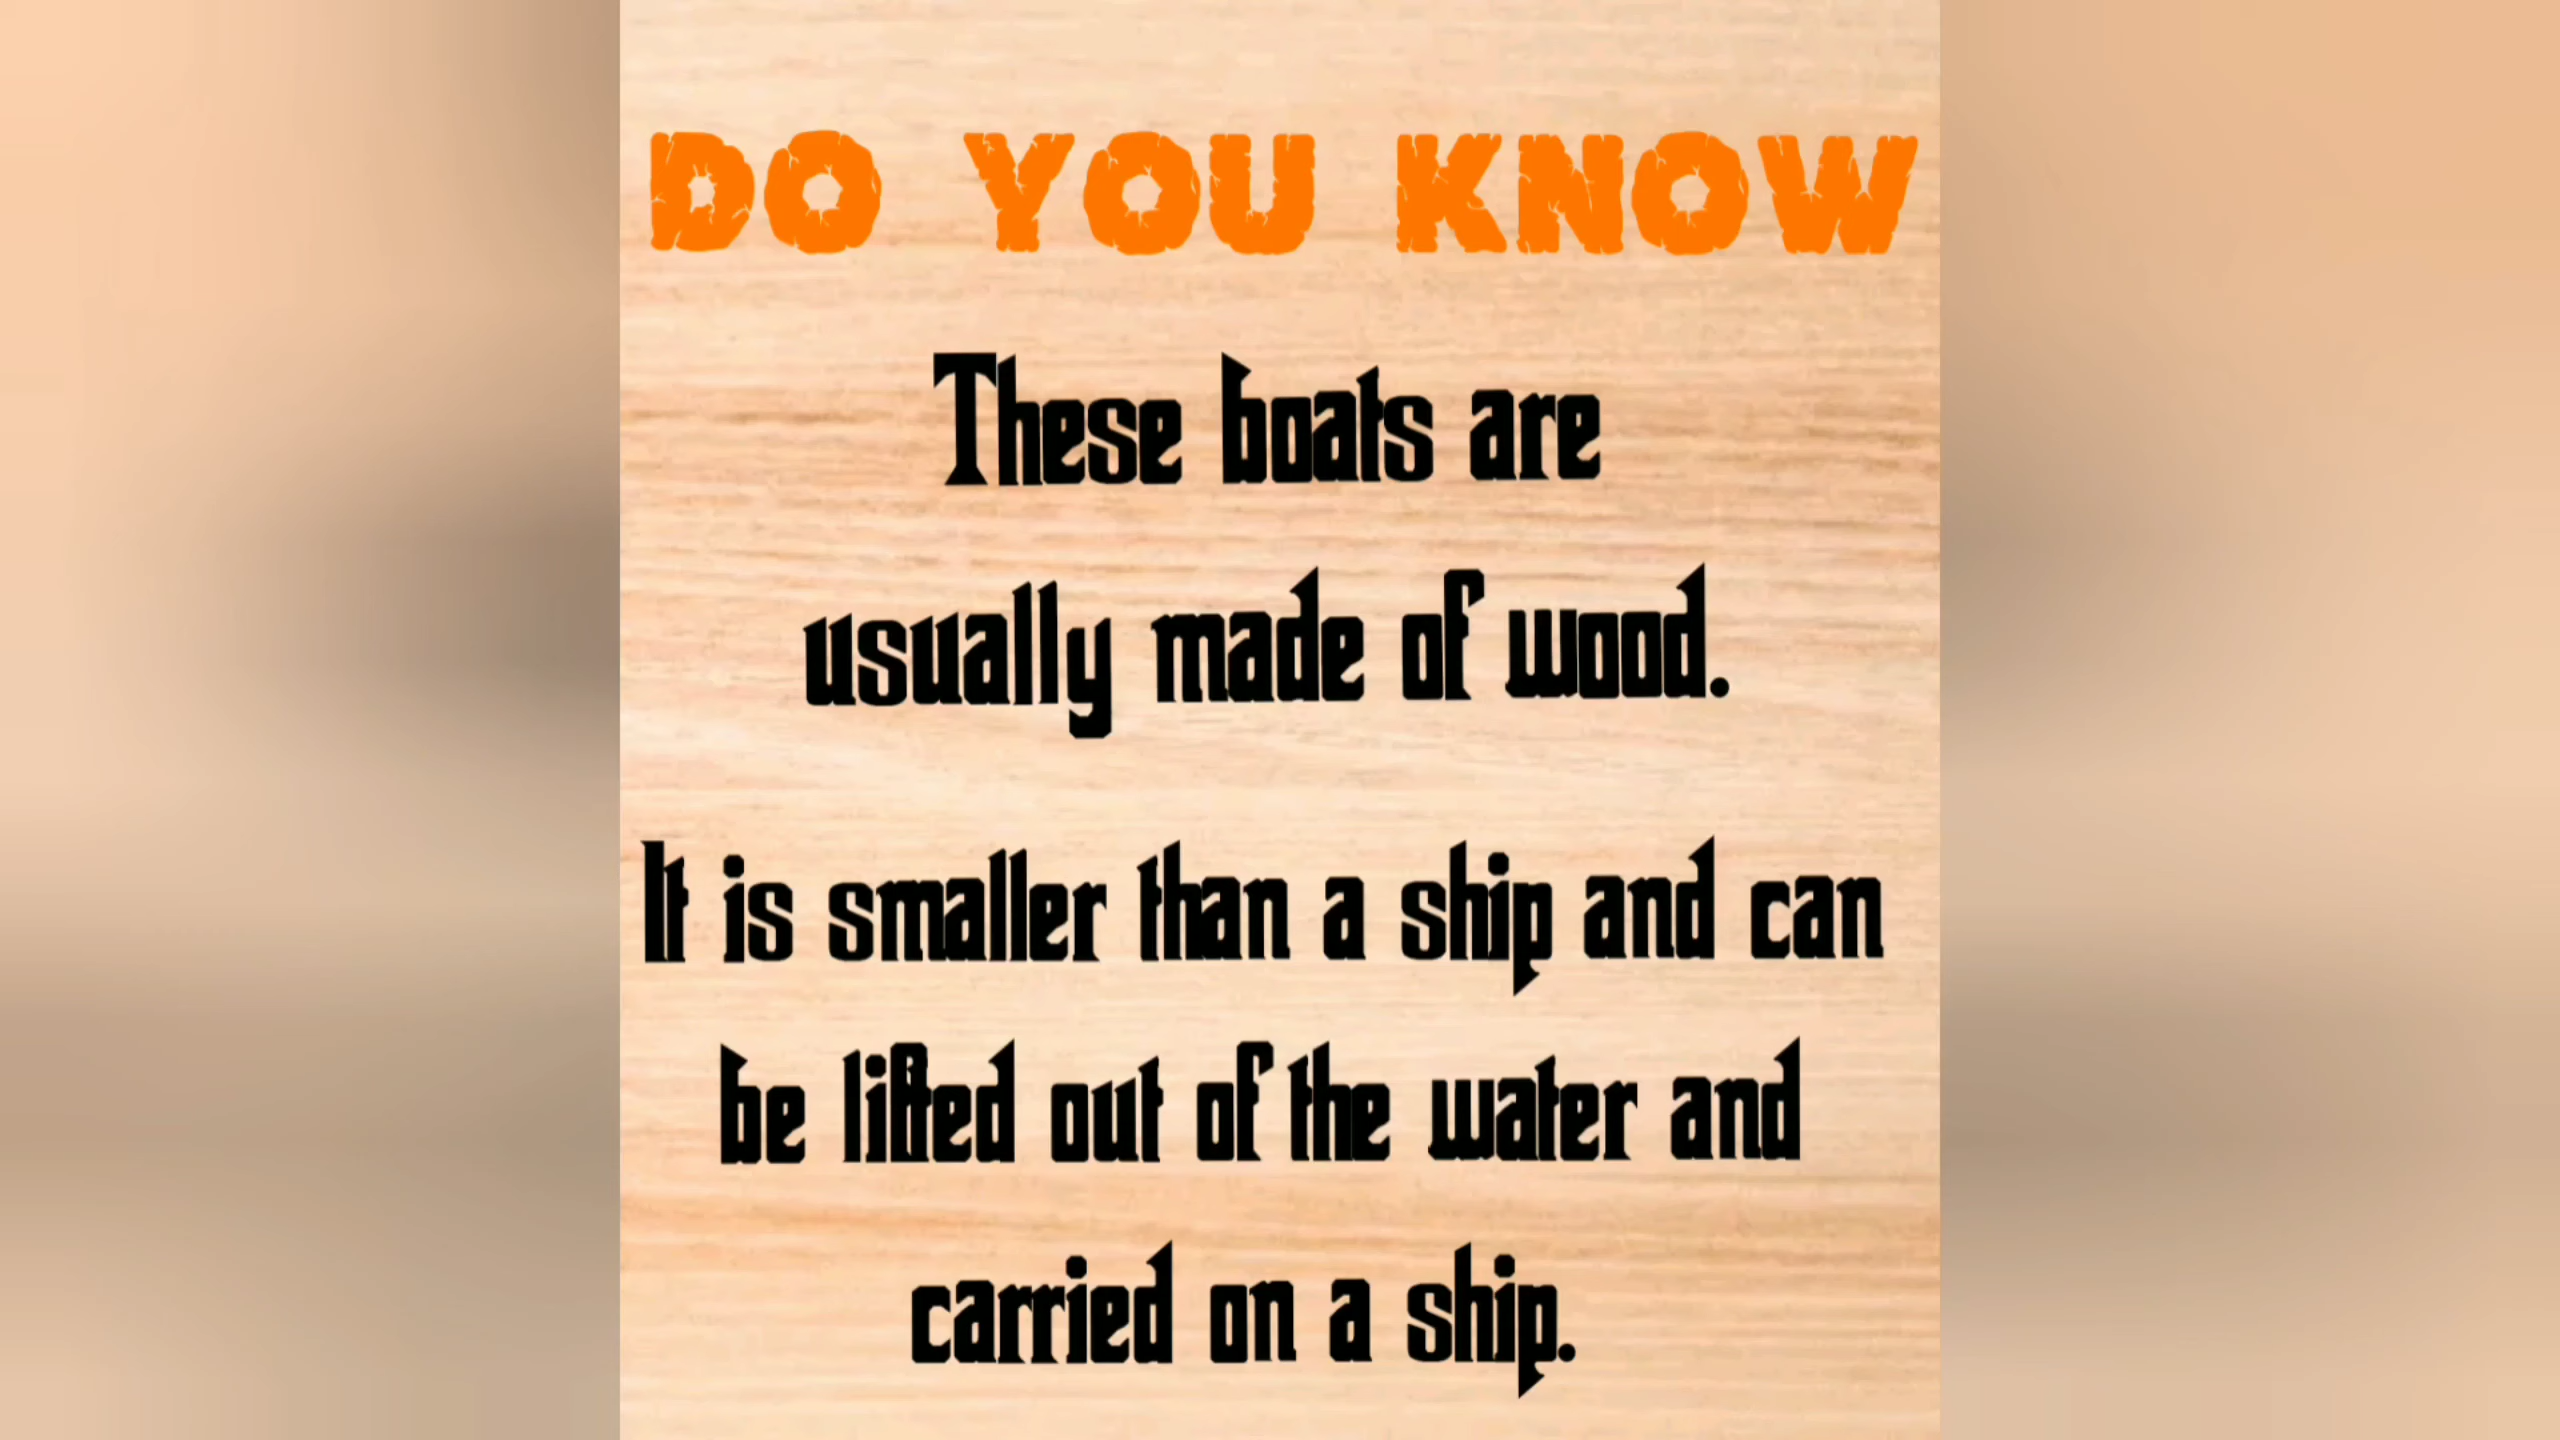 DO YOU KNOW
These boats are
usually made of wood.
It is smaller than a ship and can
be lifted out of the water and
carried on a ship.